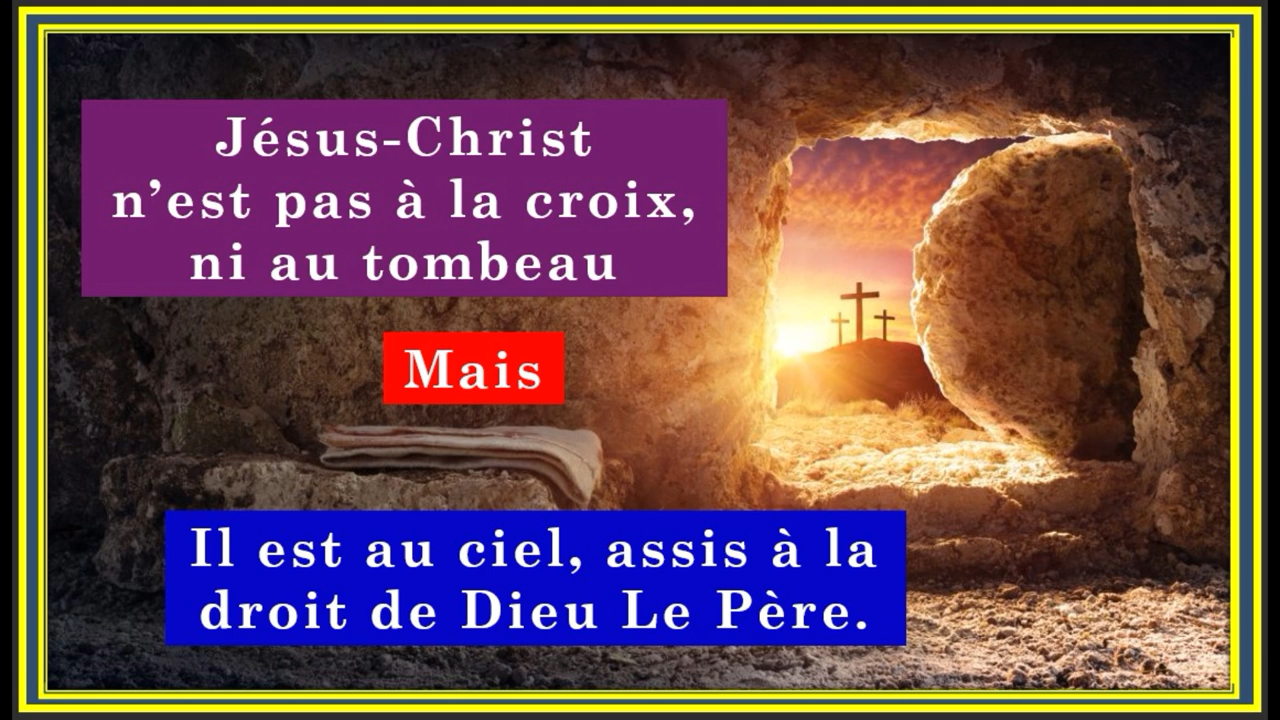 Jésus-Christ
n’est pas à la croix,
ni au tombeau
Mais
Il est au ciel, assis à la
droit de Dieu Le Père.